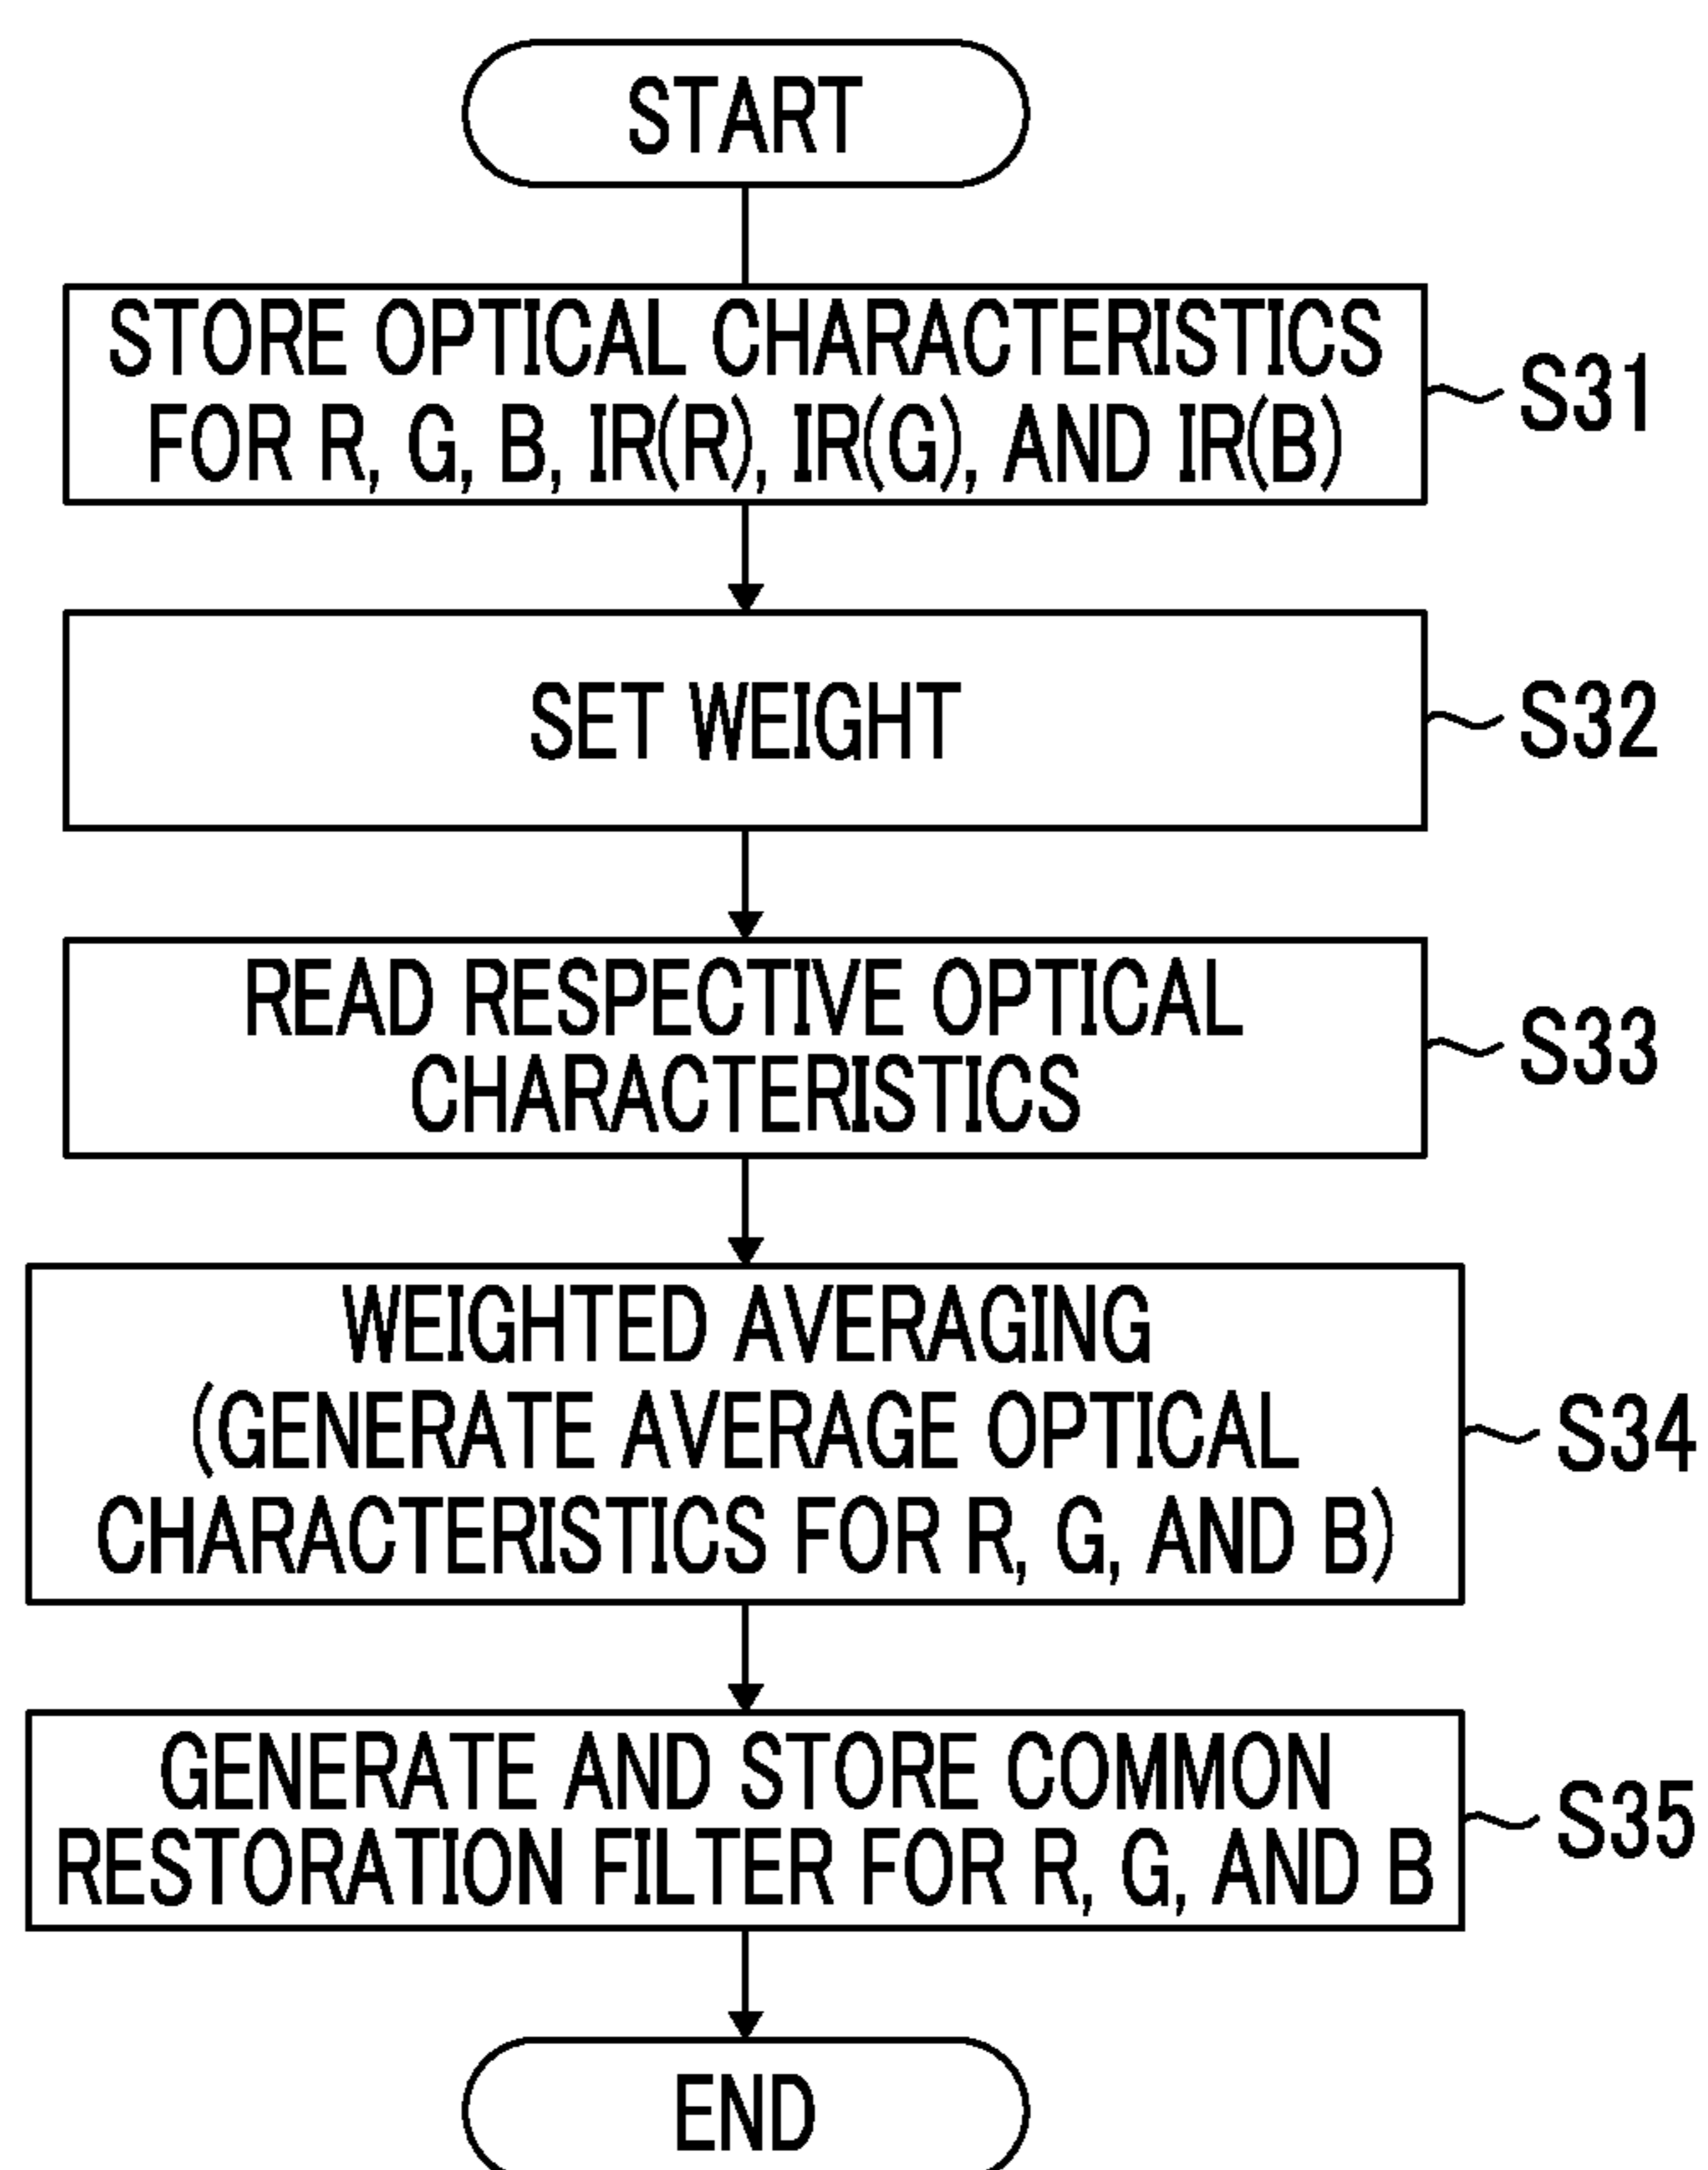 START
STORE OPTICAL CHARACTERISTICS
FOR R, G, B, IR(R), IR(G), AND IR(B)
S31
SET WEIGHT
S32
READ RESPECTIVE OPTICAL
CHARACTERISTICS
S33
WEIGHTED AVERAGING
(GENERATE AVERAGE OPTICAL
CHARACTERISTICS FOR R, G, AND B)
S34
GENERATE AND STORE COMMON
RESTORATION FILTER FOR R, G, AND B
S35
END